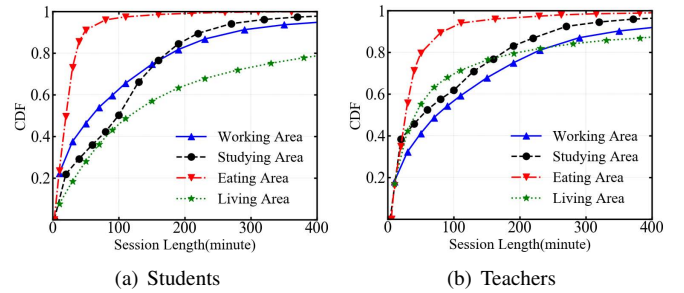 1
0.8
0.6
0.4
0.2
CDF
0 100 200 300 400
Session Length(minute)
Working Area
Studying Area
Eating Area
Living Area
(a) Students
1
0.8
0.6
0.4
0.2
CDF
0 100 200 300 400
Session Length(minute)
Working Area
Studying Area
Eating Area
Living Area
(b) Teachers